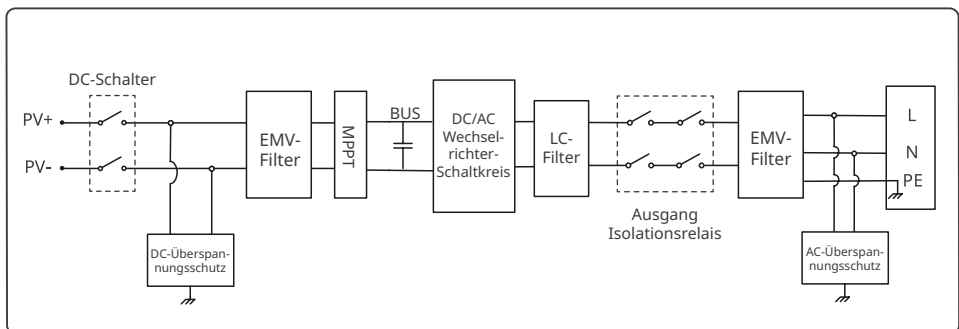 DC-Schalter
PV+
PV-
EMV-
Filter
MPPT
BUS
DC/AC
Wechsel-
richter-
Schaltkreis
LC-
Filter
Ausgang
Isolationsrelais
EMV-
Filter
L
N
PE
DC-Überspan-
nungsschutz
AC-Überspan-
nungsschutz